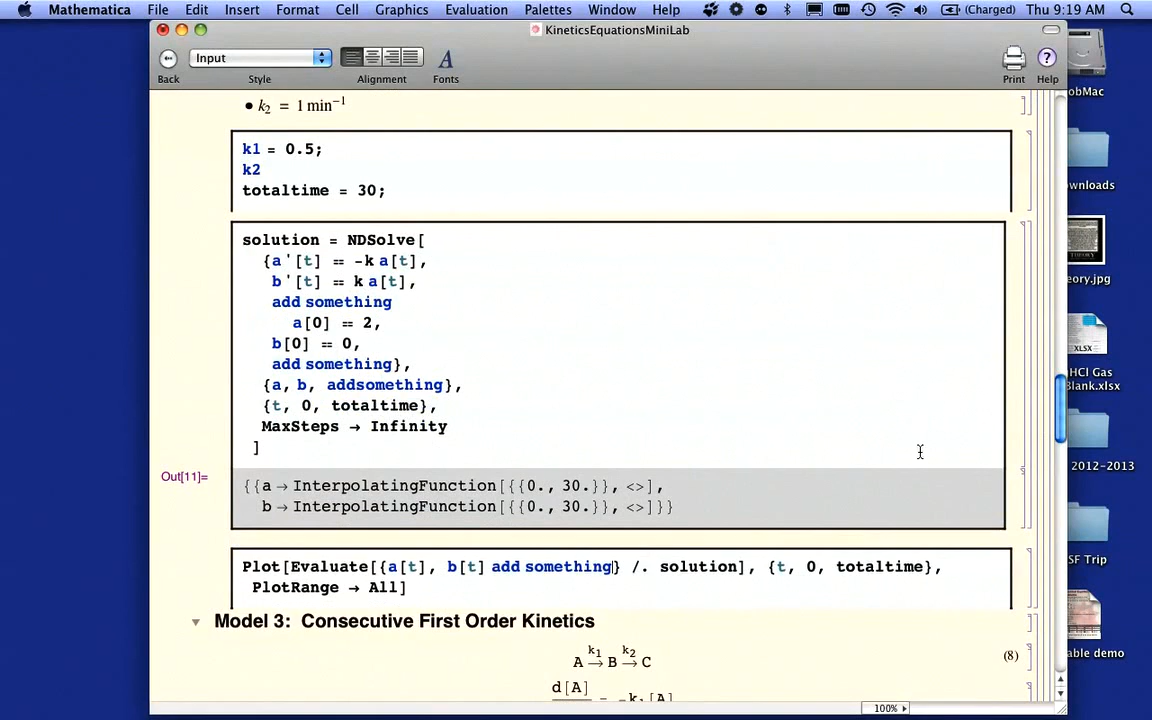 Mathematica File Edit Insert Format Cell Graphics Evaluation Palettes Window Help (Charged) Thu 9:19 AM
KineticsEquationsMiniLab
Input
Back Style Alignment Fonts Print Help
• k₂ = 1 min⁻¹
k1 = 0.5;
k2
totaltime = 30;
solution = NDSolve[
{a'[t] == -k a[t],
b'[t] == k a[t],
add something
a[0] == 2,
b[0] == 0,
add something},
{a, b, addsomething},
{t, 0, totaltime},
MaxSteps → Infinity
]
Out[11]= {{a → InterpolatingFunction[{{0., 30.}}, <>],
b → InterpolatingFunction[{{0., 30.}}, <>]}}
Plot[Evaluate[{a[t], b[t] add something} /. solution], {t, 0, totaltime},
PlotRange → All]
Model 3: Consecutive First Order Kinetics
A k₁→ B k₂→ C (8)
d[A]
100%
obMac
wnloads
eory.jpg
XLSX
HCl Gas
Blank.xlsx
2012-2013
SF Trip
able demo